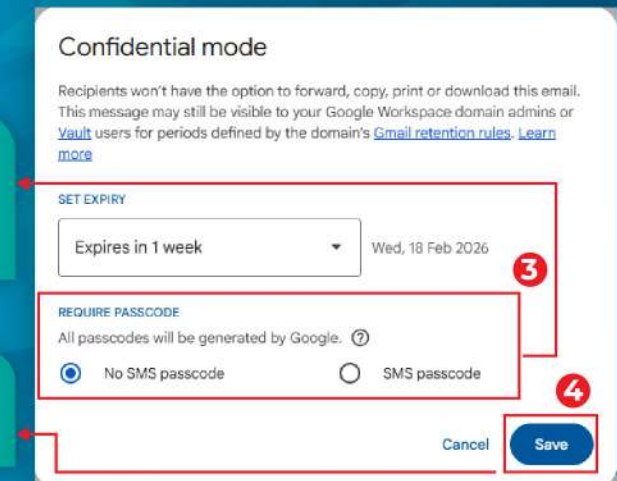 Confidential mode
Recipients won't have the option to forward, copy, print or download this email.
This message may still be visible to your Google Workspace domain admins or
Vault users for periods defined by the domain's Gmail retention rules. Learn
more
SET EXPIRY
Expires in 1 week
Wed, 18 Feb 2026
3
REQUIRE PASSCODE
All passcodes will be generated by Google. ?
No SMS passcode
SMS passcode
4
Cancel
Save